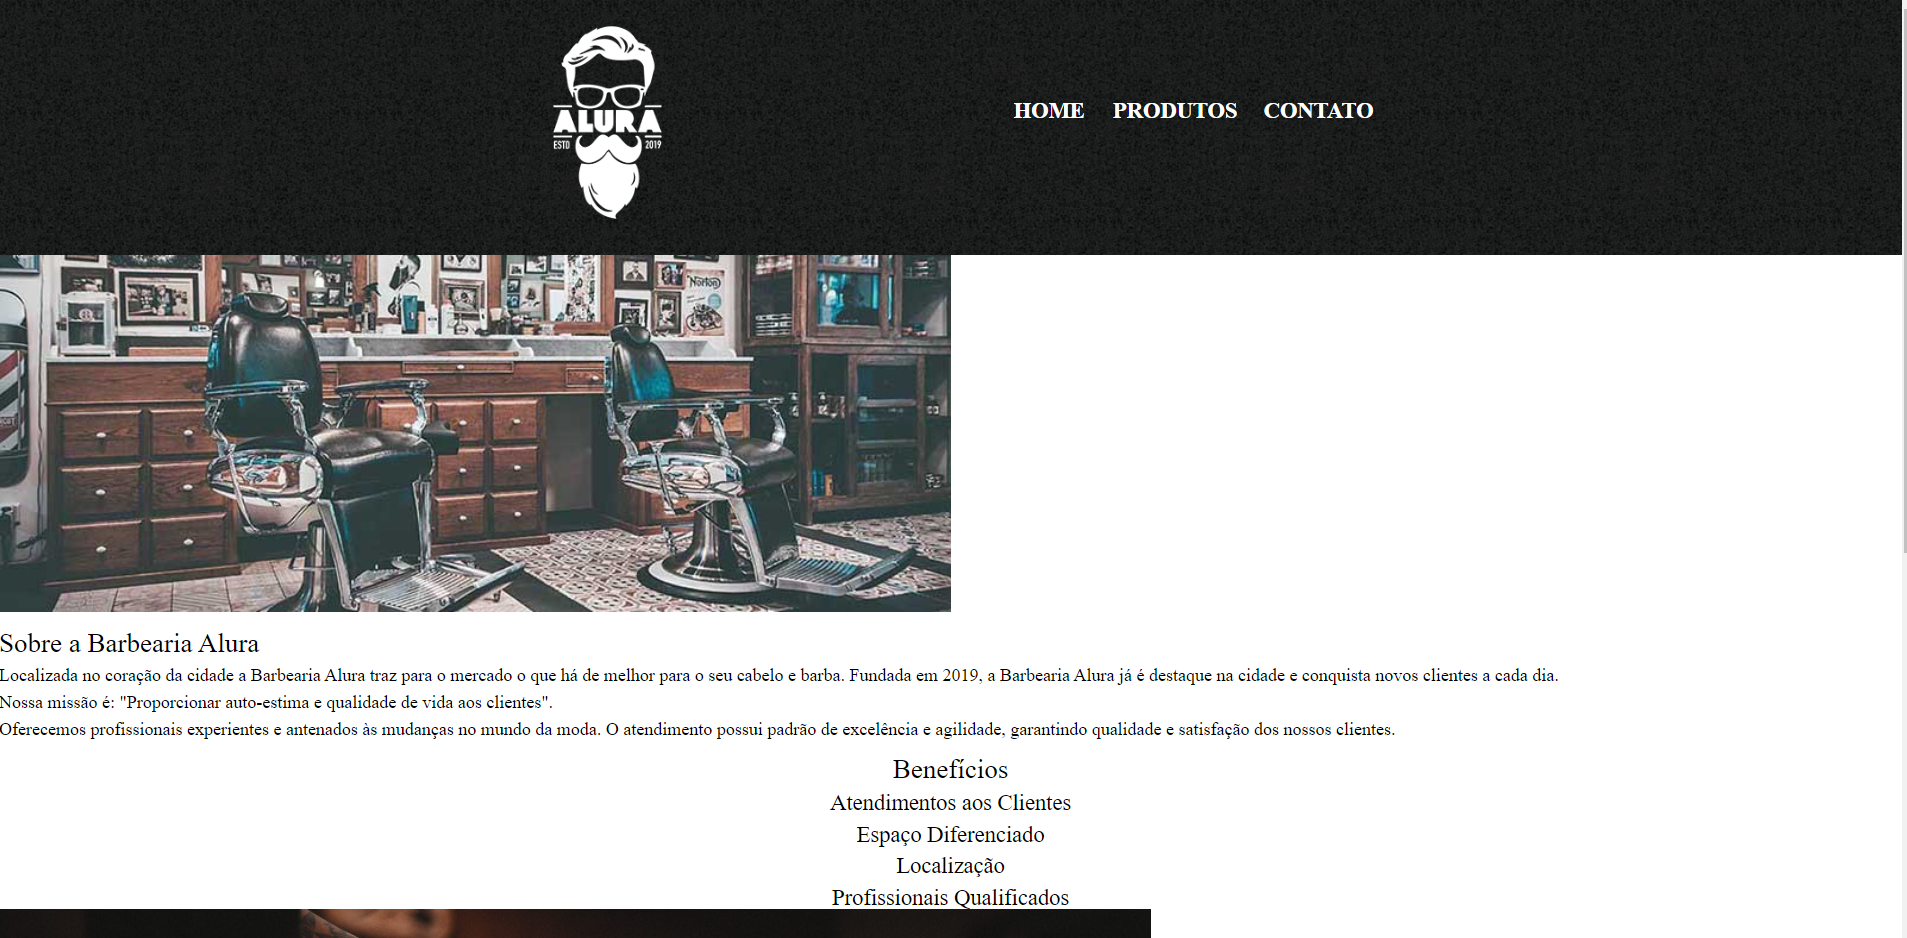 ALURA
ESTD 2019
HOME PRODUTOS CONTATO
Norton
Sobre a Barbearia Alura
Localizada no coração da cidade a Barbearia Alura traz para o mercado o que há de melhor para o seu cabelo e barba. Fundada em 2019, a Barbearia Alura já é destaque na cidade e conquista novos clientes a cada dia.
Nossa missão é: "Proporcionar auto-estima e qualidade de vida aos clientes".
Oferecemos profissionais experientes e antenados às mudanças no mundo da moda. O atendimento possui padrão de excelência e agilidade, garantindo qualidade e satisfação dos nossos clientes.
Benefícios
Atendimentos aos Clientes
Espaço Diferenciado
Localização
Profissionais Qualificados